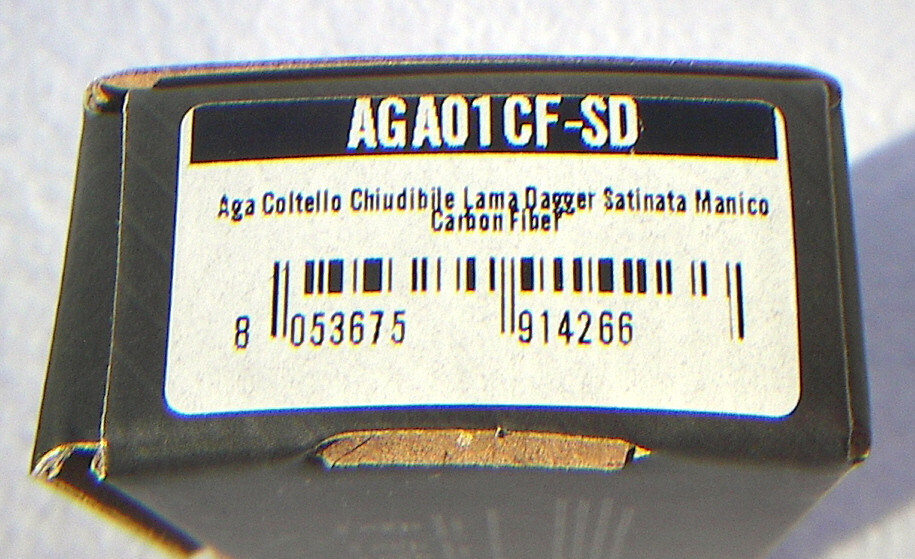 AGA01CF-SD
Aga Coltello Chiudibile Lama Dagger Satinata Manico
Carbon Fiber
8 053675 914266